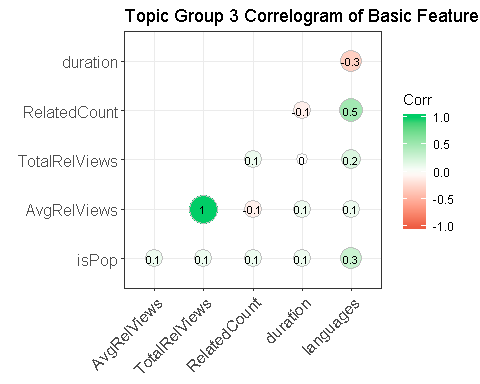 Topic Group 3 Correlogram of Basic Feature
duration
-0.3
RelatedCount
-0.1
0.5
TotalRelViews
0.1
0
0.2
AvgRelViews
1
-0.1
0.1
0.1
isPop
0.1
0.1
0.1
0.1
0.3
AvgRelViews
TotalRelViews
RelatedCount
duration
languages
Corr
1.0
0.5
0.0
-0.5
-1.0